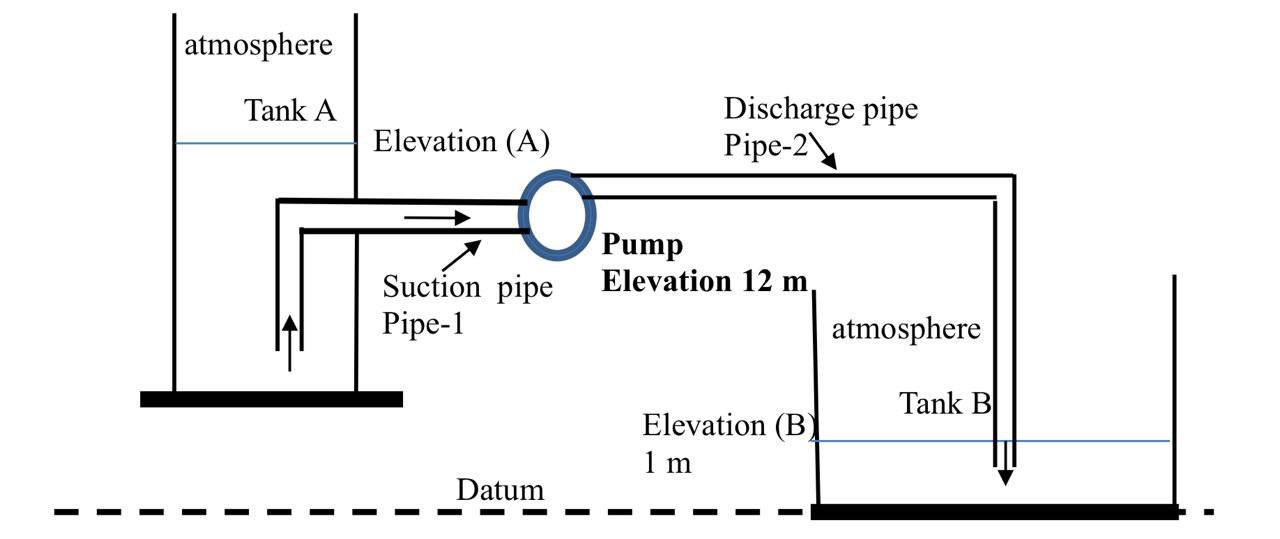 atmosphere
Tank A
Elevation (A)
Discharge pipe
Pipe-2
Pump
Elevation 12 m
Suction pipe
Pipe-1
atmosphere
Tank B
Elevation (B)
1 m
Datum